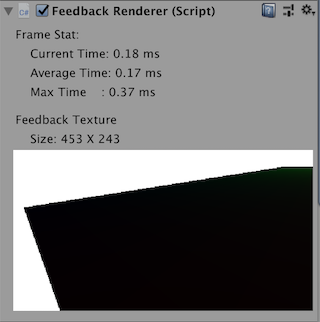 Feedback Renderer (Script)
Frame Stat:
Current Time: 0.18 ms
Average Time: 0.17 ms
Max Time    : 0.37 ms
Feedback Texture
Size: 453 X 243